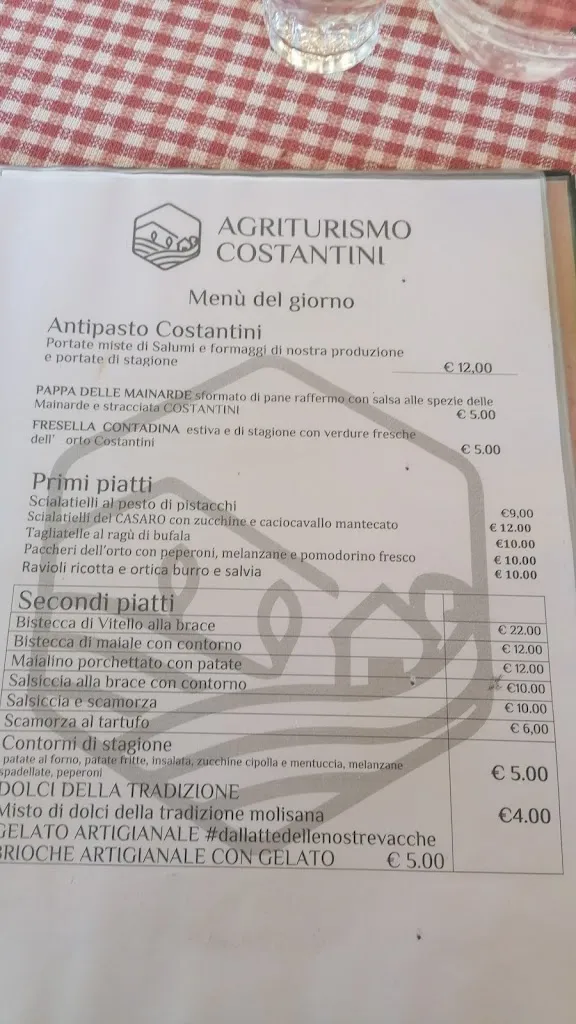 AGRITURISMO
COSTANTINI
Menù del giorno
Antipasto Costantini
Portate miste di Salumi e formaggi di nostra produzione
e portate di stagione
€ 12,00
PAPPA DELLE MAINARDE sformato di pane raffermo con salsa alle spezie delle
Mainarde e stracciata COSTANTINI
€ 5.00
FRESELLA CONTADINA estiva e di stagione con verdure fresche
dell' orto Costantini
€ 5.00
Primi piatti
Scialatielli al pesto di pistacchi €9,00
Scialatielli del CASARO con zucchine e caciocavallo mantecato € 12.00
Tagliatelle al ragù di bufala €10.00
Paccheri dell'orto con peperoni, melanzane e pomodorino fresco € 10.00
Ravioli ricotta e ortica burro e salvia € 10.00
Secondi piatti
Bistecca di Vitello alla brace € 22.00
Bistecca di maiale con contorno € 12.00
Maialino porchettato con patate € 12.00
Salsiccia alla brace con contorno €10.00
Salsiccia e scamorza € 10.00
Scamorza al tartufo € 6,00
Contorni di stagione
patate al forno, patate fritte, insalata, zucchine cipolla e mentuccia, melanzane
spadellate, peperoni
€ 5.00
DOLCI DELLA TRADIZIONE
Misto di dolci della tradizione molisana €4.00
GELATO ARTIGIANALE #dallattedellenostrevacche
BRIOCHE ARTIGIANALE CON GELATO € 5.00